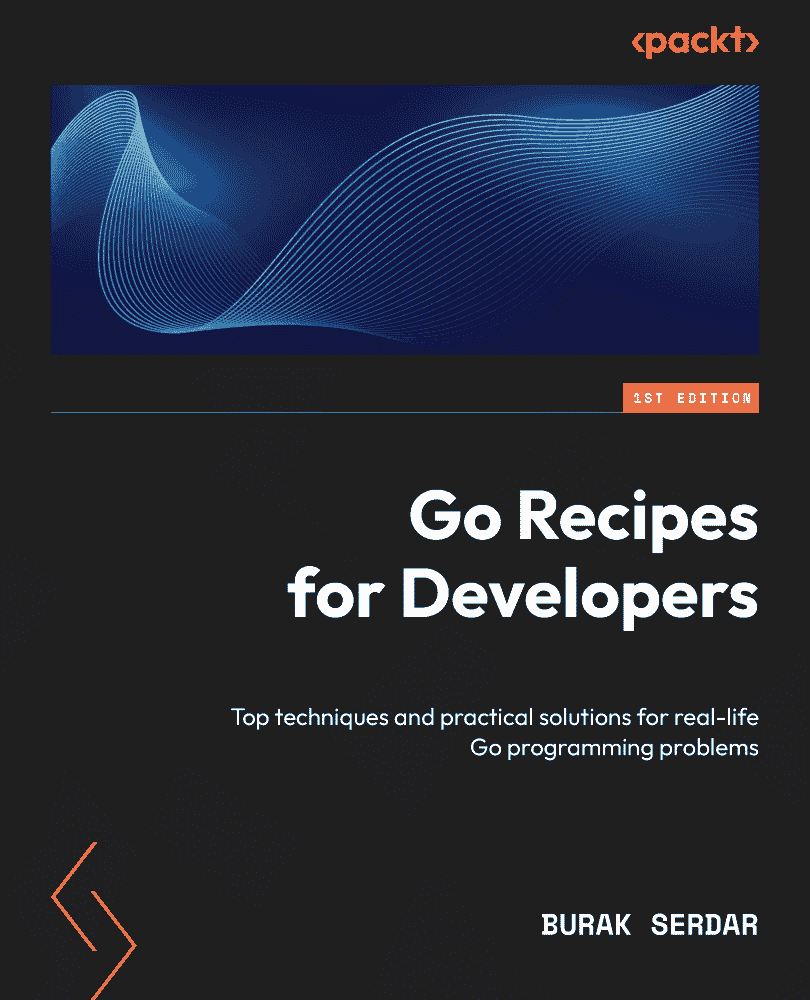 <packt>
1ST EDITION
Go Recipes
for Developers
Top techniques and practical solutions for real-life
Go programming problems
BURAK SERDAR